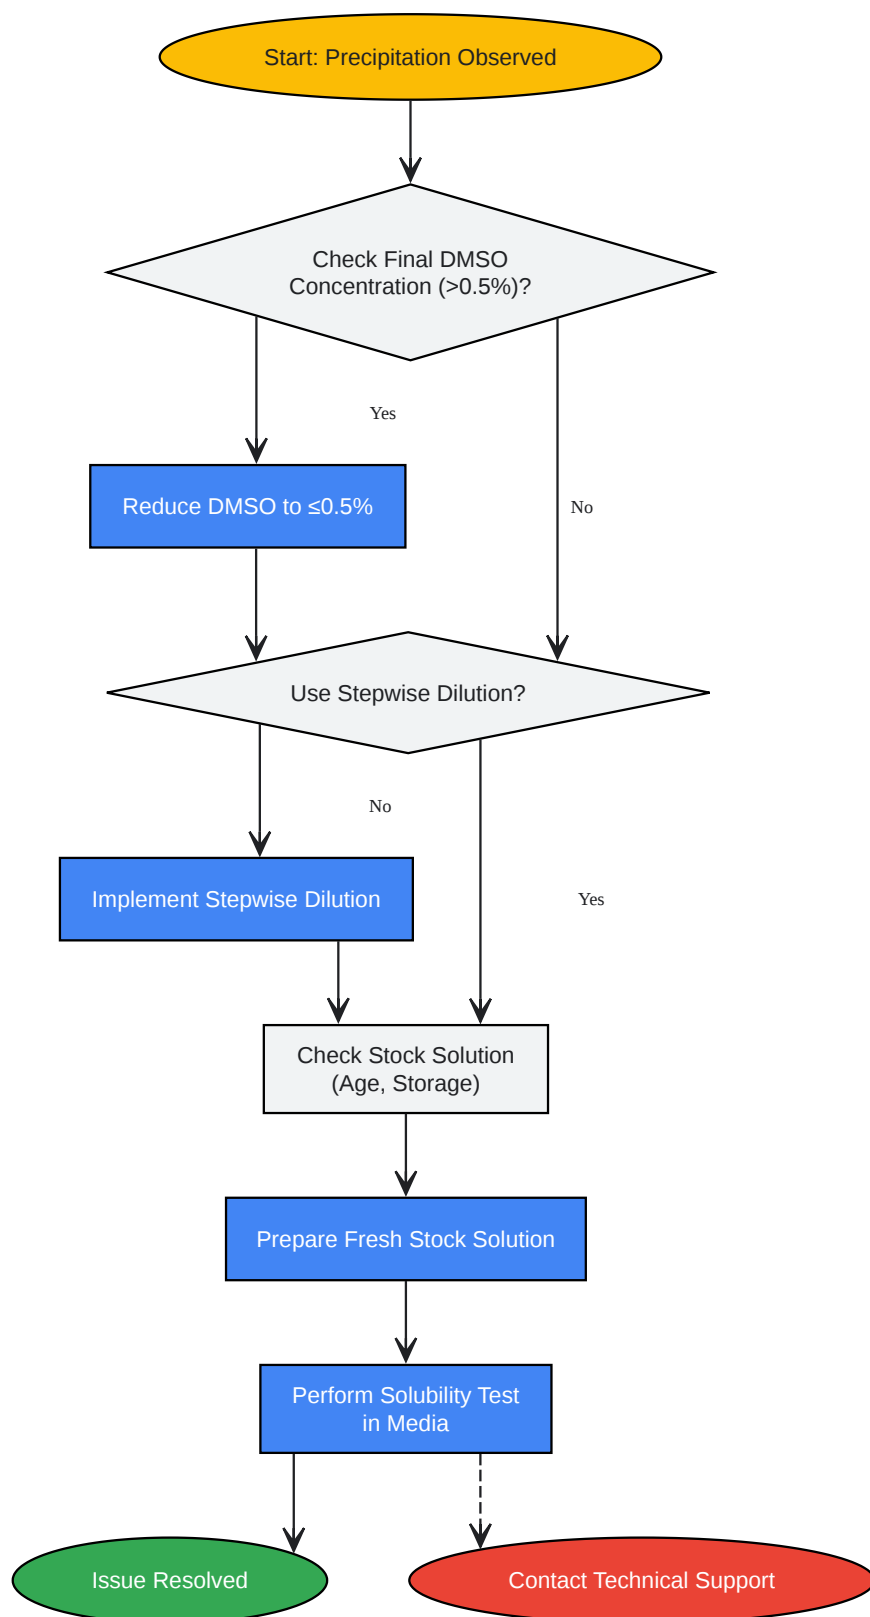 Start: Precipitation Observed
Check Final DMSO
Concentration (>0.5%)?
Yes
Reduce DMSO to ≤0.5%
No
Use Stepwise Dilution?
No
Implement Stepwise Dilution
Yes
Check Stock Solution
(Age, Storage)
Prepare Fresh Stock Solution
Perform Solubility Test
in Media
Issue Resolved
Contact Technical Support